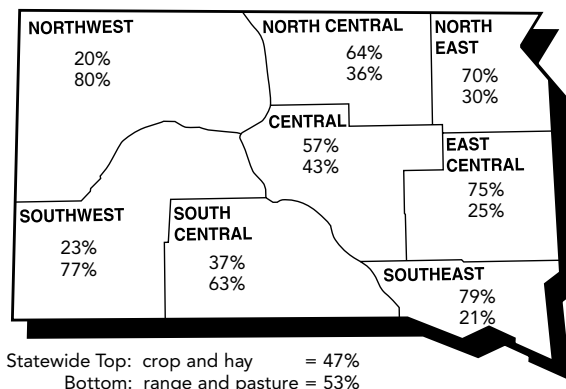 NORTHWEST
20%
80%
NORTH CENTRAL
64%
36%
NORTH
EAST
70%
30%
CENTRAL
57%
43%
EAST
CENTRAL
75%
25%
SOUTHWEST
23%
77%
SOUTH
CENTRAL
37%
63%
SOUTHEAST
79%
21%
Statewide Top: crop and hay = 47%
Bottom: range and pasture = 53%